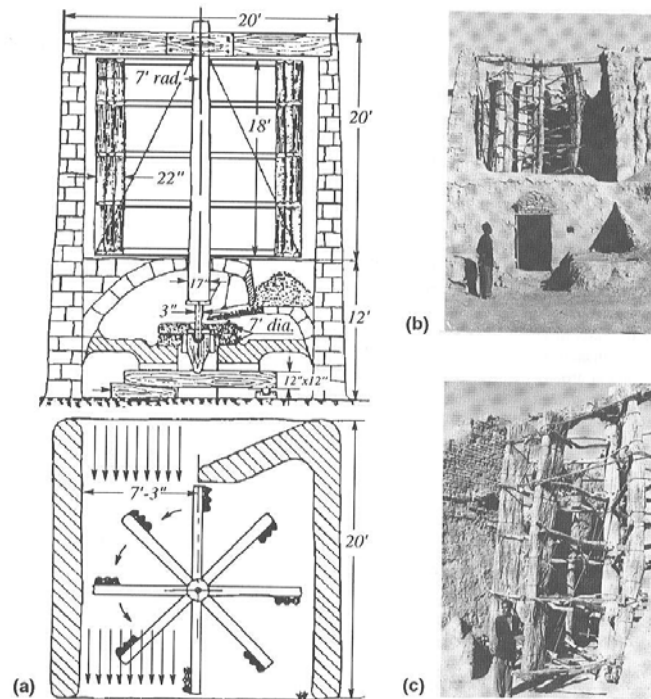 20'
7' rad.
18'
20'
22"
17"
3"
7' dia.
12'
12"x12"
7'-3"
20'
(a)
(b)
(c)